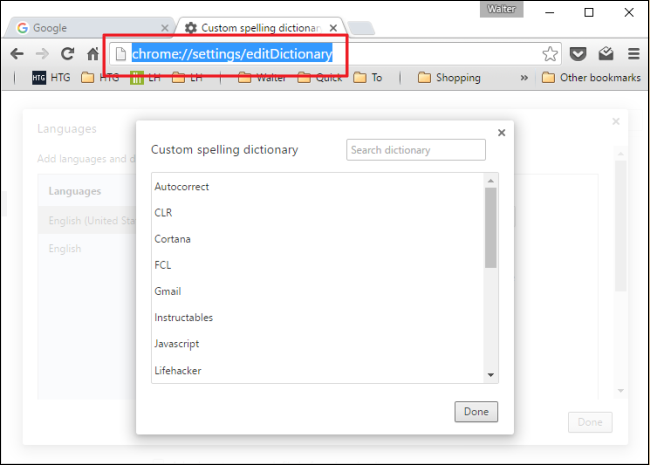 Walter
Google
Custom spelling dictionar
chrome://settings/editDictionary
HTG HTG HTG LH LH Walter Quick To Shopping » Other bookmarks
Languages
Add languages and d
Custom spelling dictionary
Search dictionary
Languages
English (United Sta
English
Autocorrect
CLR
Cortana
FCL
Gmail
Instructables
Javascript
Lifehacker
Done
Done